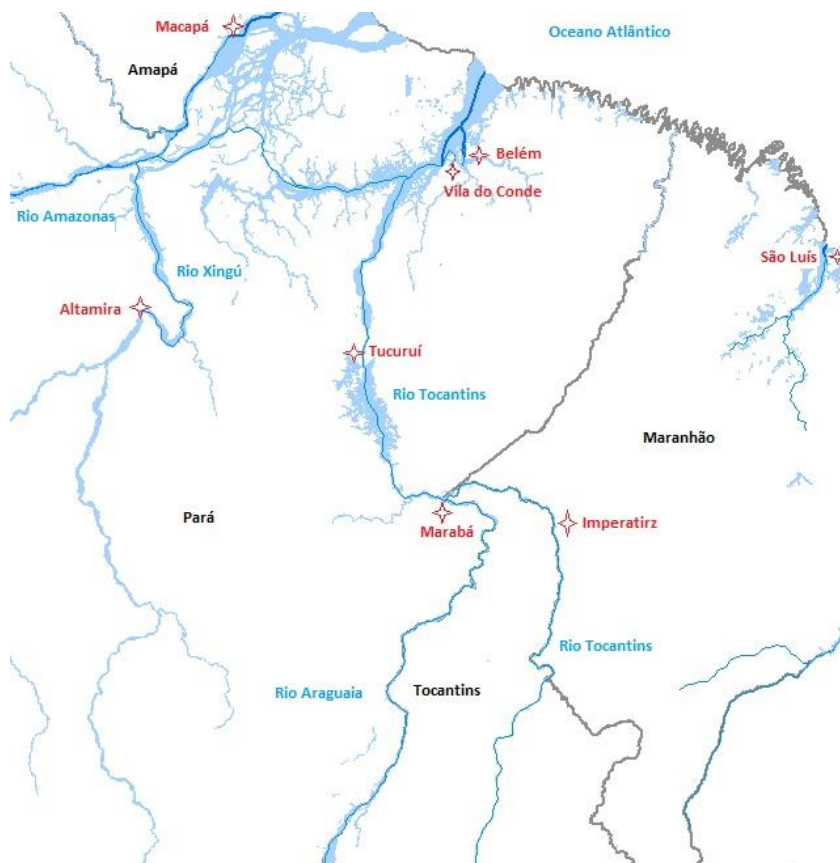 Macapá
Oceano Atlântico
Amapá
Belém
Vila do Conde
Rio Amazonas
São Luís
Rio Xingú
Altamira
Tucuruí
Rio Tocantins
Maranhão
Pará
Marabá
Imperatirz
Rio Tocantins
Rio Araguaia
Tocantins